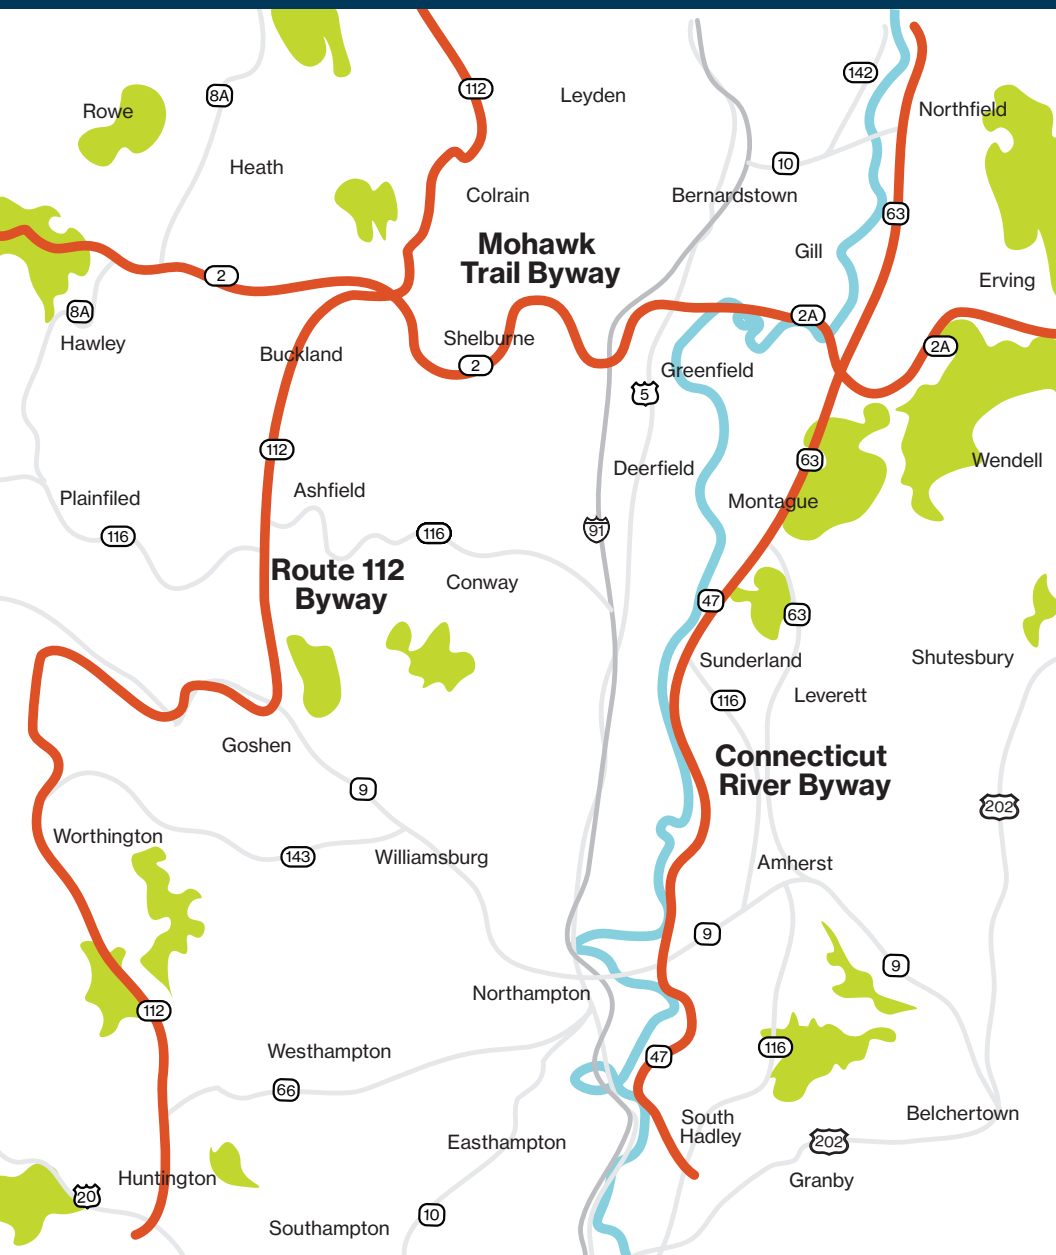 142
112
Leyden
8A
Rowe
Northfield
Heath
10
Colrain
Bernardstown
63
Mohawk
Trail Byway
Gill
2
Erving
8A
2A
Hawley
Shelburne
2A
Buckland
2
Greenfield
5
112
63
Wendell
Deerfield
Ashfield
Plainfiled
Montague
116
116
91
Route 112
Byway
Conway
47
63
Sunderland
Shutesbury
116
Leverett
Goshen
Connecticut
River Byway
9
202
Worthington
143
Williamsburg
Amherst
9
9
Northampton
112
Westhampton
47
116
66
South
Hadley
Belchertown
Easthampton
202
Huntington
Granby
20
10
Southampton